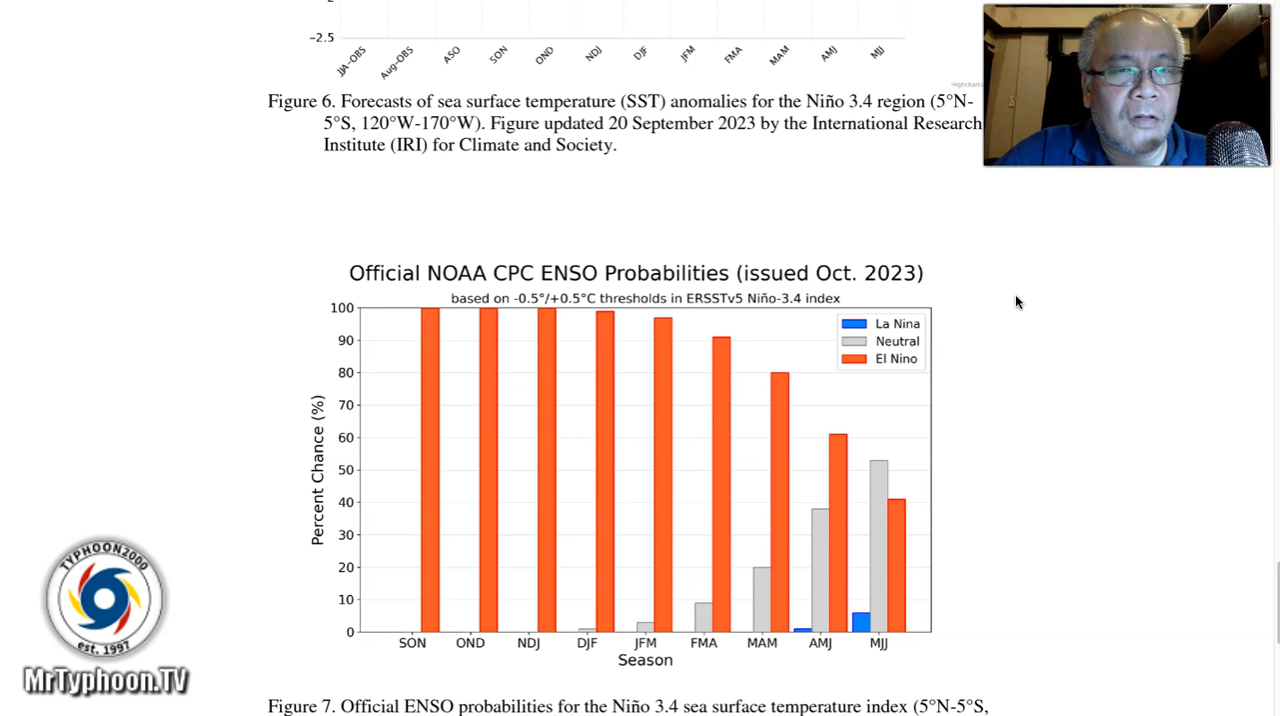 -2
–2.5
JJA-OBS Aug-OBS ASO SON OND NDJ DJF JFM FMA MAM AMJ MJJ
Figure 6. Forecasts of sea surface temperature (SST) anomalies for the Niño 3.4 region (5°N-
5°S, 120°W-170°W). Figure updated 20 September 2023 by the International Research
Institute (IRI) for Climate and Society.
Official NOAA CPC ENSO Probabilities (issued Oct. 2023)
based on -0.5°/+0.5°C thresholds in ERSSTv5 Niño-3.4 index
La Nina
Neutral
El Nino
Percent Chance (%)
100
90
80
70
60
50
40
30
20
10
0
SON OND NDJ DJF JFM FMA MAM AMJ MJJ
Season
Figure 7. Official ENSO probabilities for the Niño 3.4 sea surface temperature index (5°N-5°S,
TYPHOON2000
est. 1997
MrTyphoon.TV